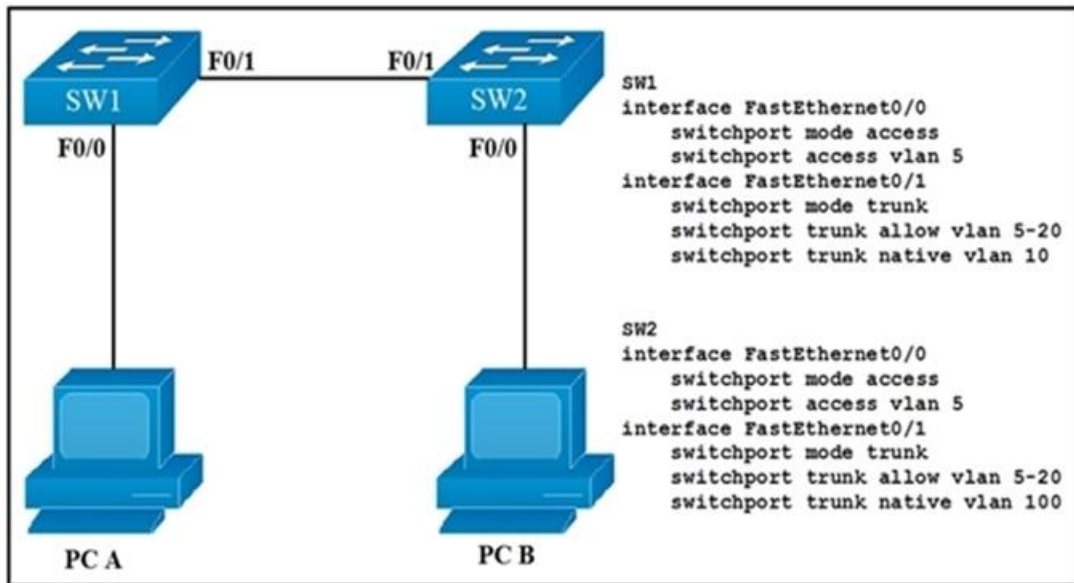 F0/1
F0/1
SW1
SW2
F0/0
F0/0
PC A
PC B
SW1
interface FastEthernet0/0
switchport mode access
switchport access vlan 5
interface FastEthernet0/1
switchport mode trunk
switchport trunk allow vlan 5-20
switchport trunk native vlan 10
SW2
interface FastEthernet0/0
switchport mode access
switchport access vlan 5
interface FastEthernet0/1
switchport mode trunk
switchport trunk allow vlan 5-20
switchport trunk native vlan 100